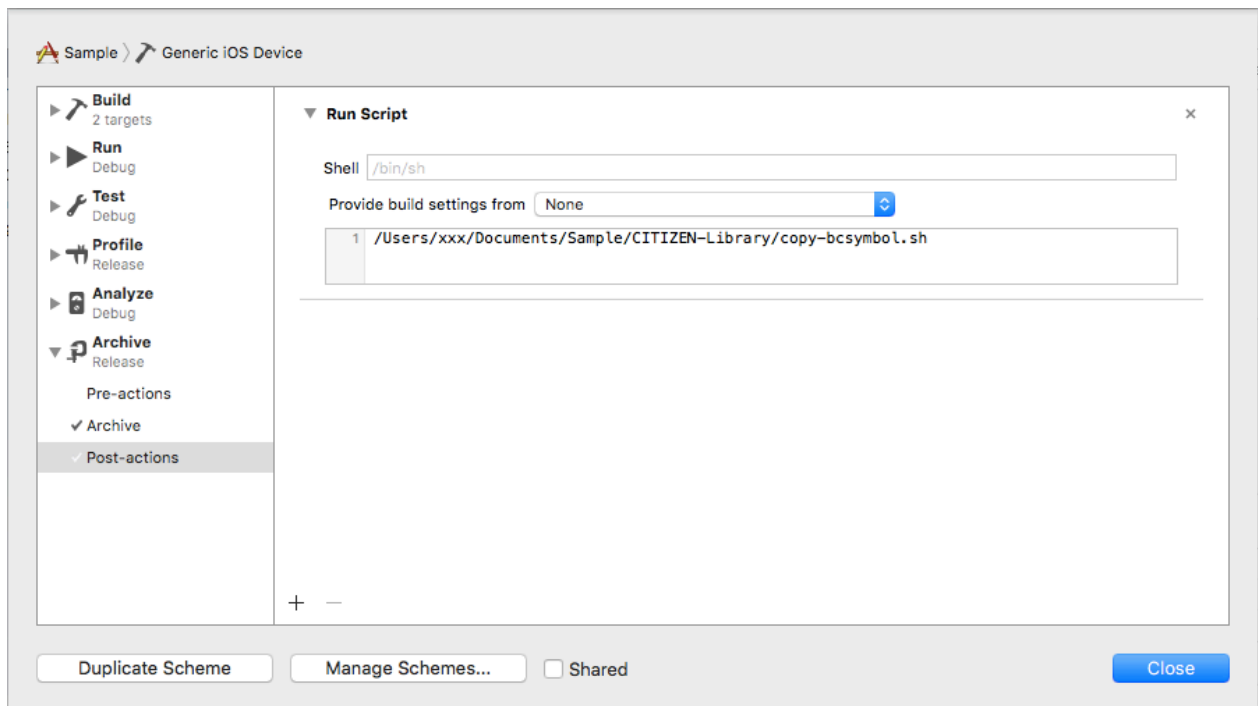 Sample 〉 Generic iOS Device
Build
2 targets
Run
Debug
Test
Debug
Profile
Release
Analyze
Debug
Archive
Release
Pre-actions
Archive
Post-actions
Run Script
Shell /bin/sh
Provide build settings from None
1 /Users/xxx/Documents/Sample/CITIZEN-Library/copy-bcsymbol.sh
Duplicate Scheme
Manage Schemes...
Shared
Close